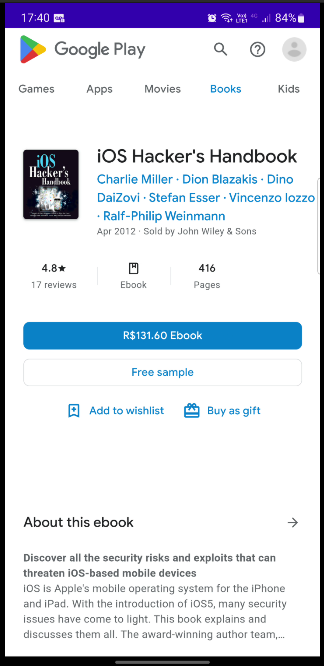 17:40 84%
Google Play
Games Apps Movies Books Kids
iOS Hacker's Handbook
iOS
Hacker's
Handbook
Charlie Miller · Dion Blazakis · Dino
DaiZovi · Stefan Esser · Vincenzo Iozzo
· Ralf-Philip Weinmann
Apr 2012 · Sold by John Wiley & Sons
4.8★ 416
17 reviews Ebook Pages
R$131.60 Ebook
Free sample
Add to wishlist Buy as gift
About this ebook
Discover all the security risks and exploits that can
threaten iOS-based mobile devices
iOS is Apple's mobile operating system for the iPhone
and iPad. With the introduction of iOS5, many security
issues have come to light. This book explains and
discusses them all. The award-winning author team,...